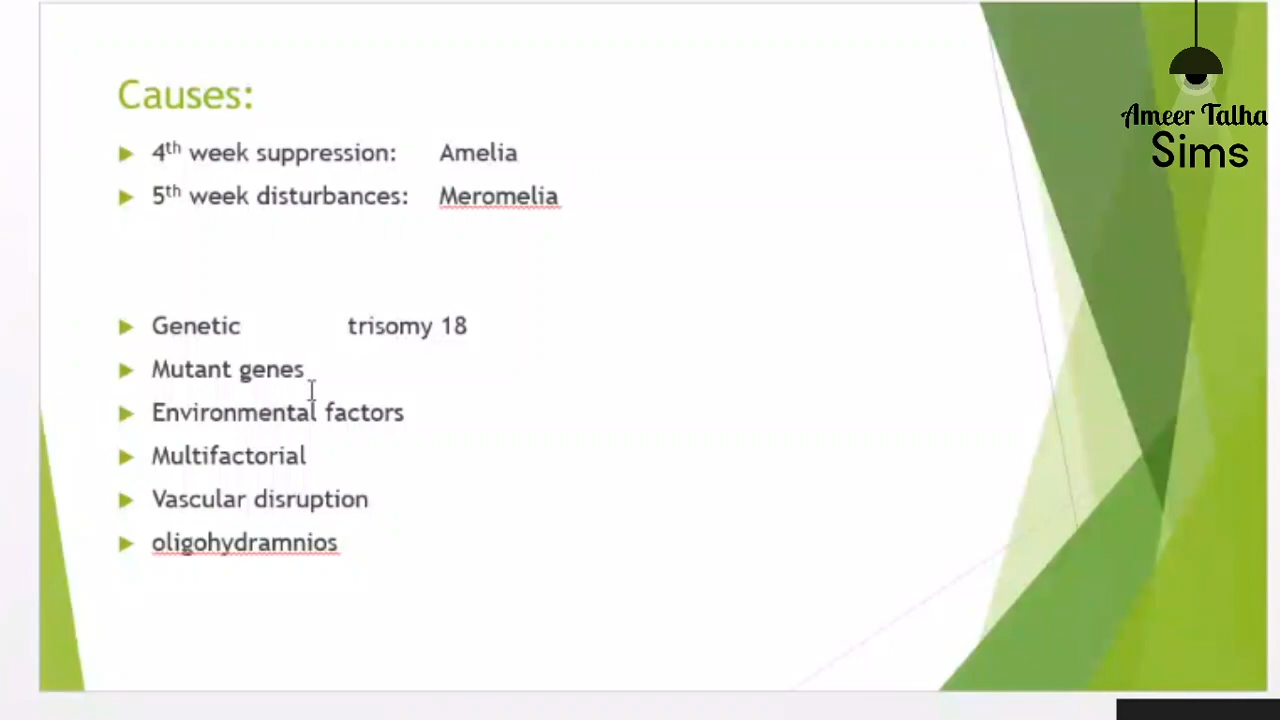 Ameer Talha
Sims
Causes:
4th week suppression: Amelia
5th week disturbances: Meromelia
Genetic trisomy 18
Mutant genes
Environmental factors
Multifactorial
Vascular disruption
oligohydramnios